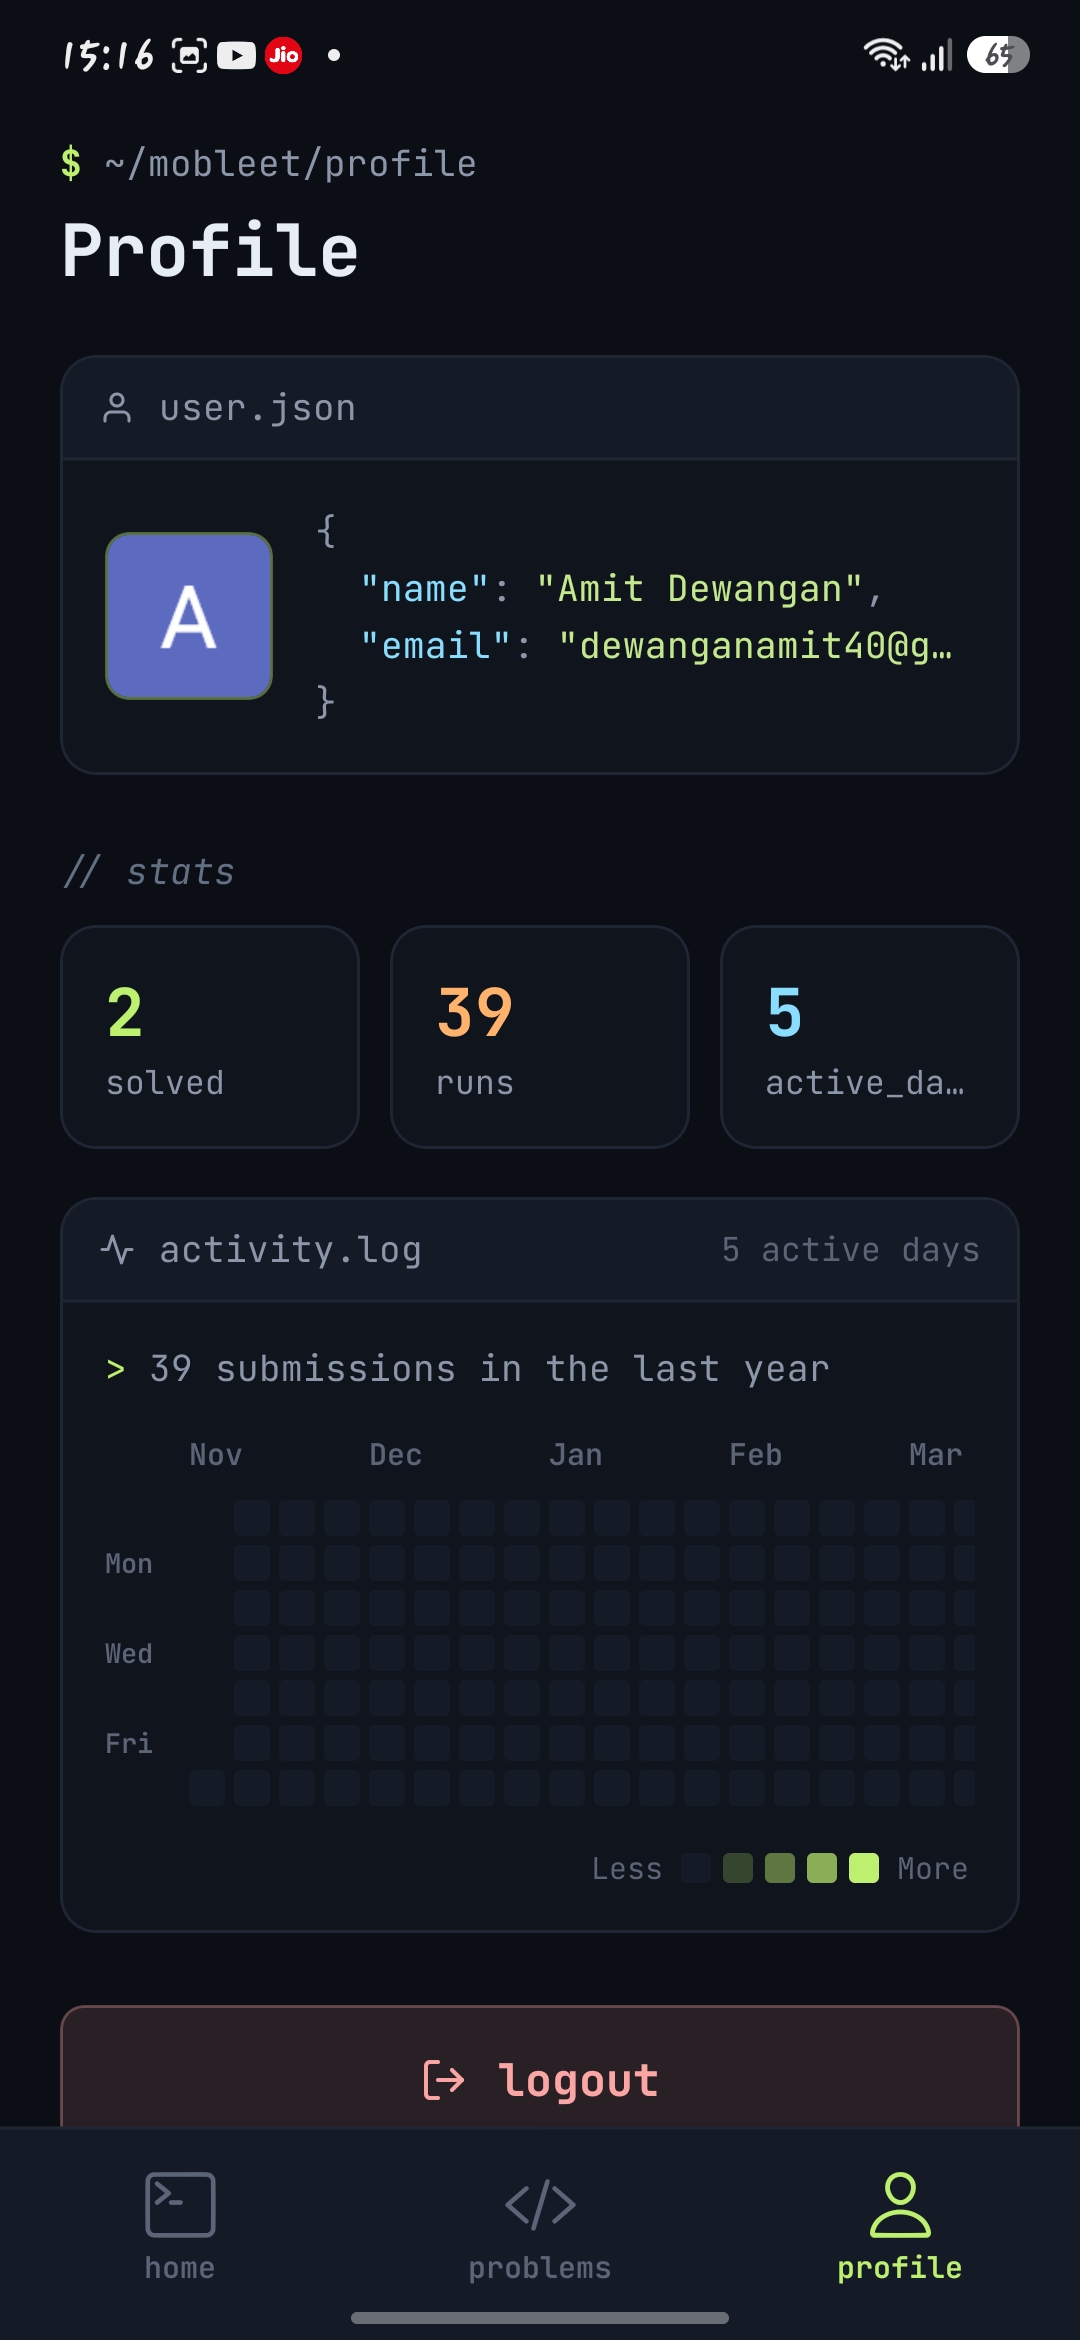 15:16 Jio 65
$ ~/mobleet/profile
Profile
user.json
A
{
"name": "Amit Dewangan",
"email": "dewanganamit40@g…
}
// stats
2 39 5
solved runs active_da…
activity.log 5 active days
> 39 submissions in the last year
Nov Dec Jan Feb Mar
Mon
Wed
Fri
Less More
logout
home problems profile